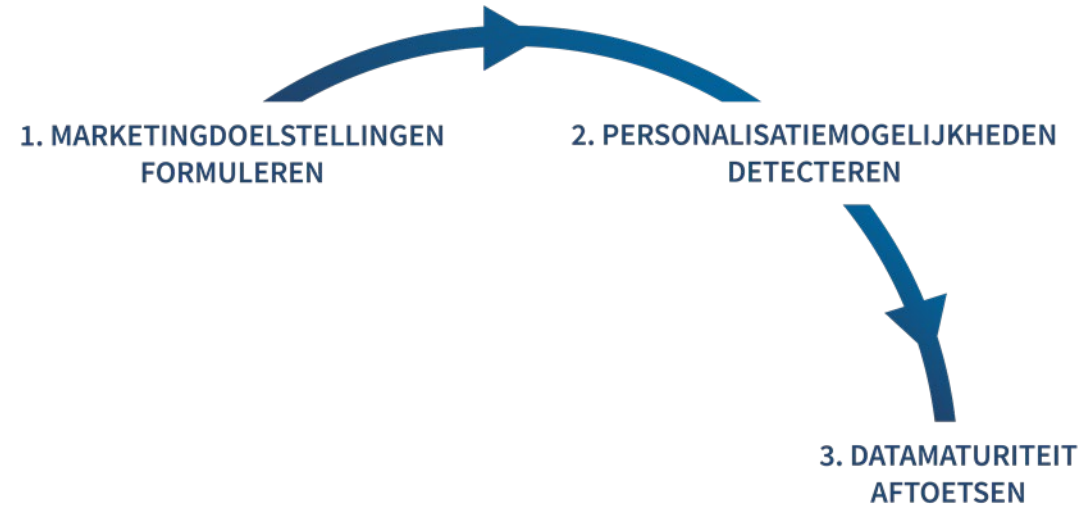 1. MARKETINGDOELSTELLINGEN
FORMULEREN
2. PERSONALISATIEMOGELIJKHEDEN
DETECTEREN
3. DATAMATURITEIT
AFTOETSEN